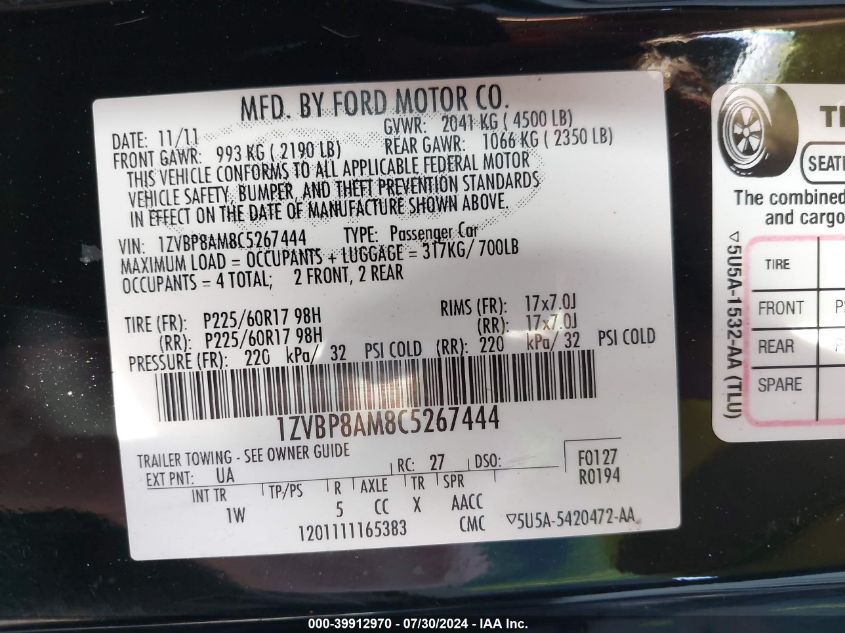 MFD. BY FORD MOTOR CO.
DATE: 11/11 GVWR: 2041 KG ( 4500 LB)
FRONT GAWR: 993 KG ( 2190 LB) REAR GAWR: 1066 KG ( 2350 LB)
THIS VEHICLE CONFORMS TO ALL APPLICABLE FEDERAL MOTOR
VEHICLE SAFETY, BUMPER, AND THEFT PREVENTION STANDARDS
IN EFFECT ON THE DATE OF MANUFACTURE SHOWN ABOVE.
VIN: 1ZVBP8AM8C5267444 TYPE: Passenger Car
MAXIMUM LOAD = OCCUPANTS + LUGGAGE = 317KG/ 700LB
OCCUPANTS = 4 TOTAL; 2 FRONT, 2 REAR
TIRE (FR): P225/60R17 98H RIMS (FR): 17x7.0J
(RR): P225/60R17 98H (RR): 17x7.0J
PRESSURE (FR): 220 kPa/ 32 PSI COLD (RR): 220 kPa/ 32 PSI COLD
1ZVBP8AM8C5267444
TRAILER TOWING - SEE OWNER GUIDE
EXT PNT: UA RC: 27 DSO: F0127
R0194
INT TR TP/PS R AXLE TR SPR
1W 5 CC X AACC
1201111165383 CMC ▽5U5A-5420472-AA
SEATI
The combined
and cargo
▽5U5A-1532-AA (TLU)
TIRE
FRONT
REAR
SPARE
000-39912970 - 07/30/2024 - IAA Inc.